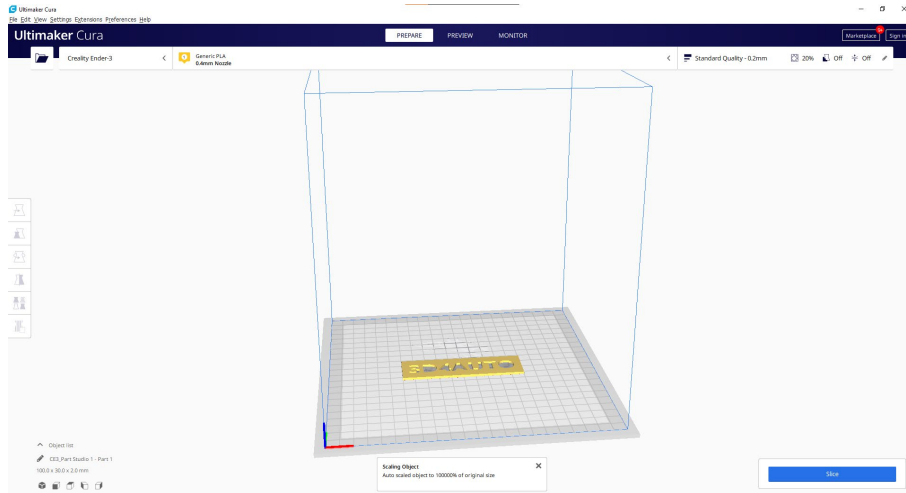 Ultimaker Cura
File Edit View Settings Extensions Preferences Help
Ultimaker Cura PREPARE PREVIEW MONITOR Marketplace Sign in
Creality Ender-3 Generic PLA Standard Quality - 0.2mm 20% Off Off
0.4mm Nozzle
Object list
CE3_Part Studio 1 - Part 1
100.0 x 30.0 x 2.0 mm
Scaling Object
Auto scaled object to 100000% of original size
Slice